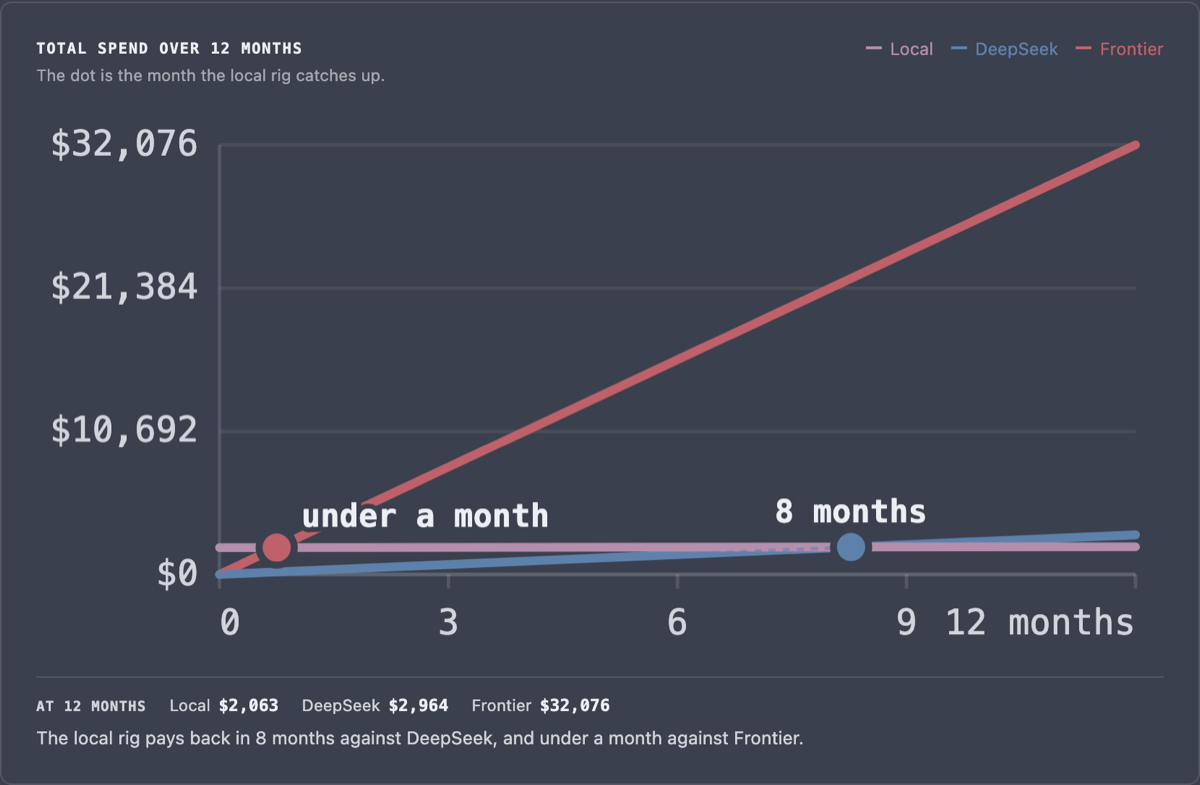 TOTAL SPEND OVER 12 MONTHS
Local DeepSeek Frontier
The dot is the month the local rig catches up.
$32,076
$21,384
$10,692
under a month
8 months
$0
0 3 6 9 12 months
AT 12 MONTHS Local $2,063 DeepSeek $2,964 Frontier $32,076
The local rig pays back in 8 months against DeepSeek, and under a month against Frontier.